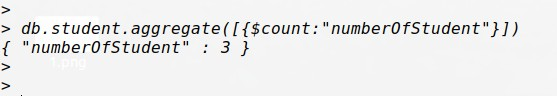 >
> db.student.aggregate([{$count:"numberOfStudent"}])
{ "numberOfStudent" : 3 }
>
1.png
>